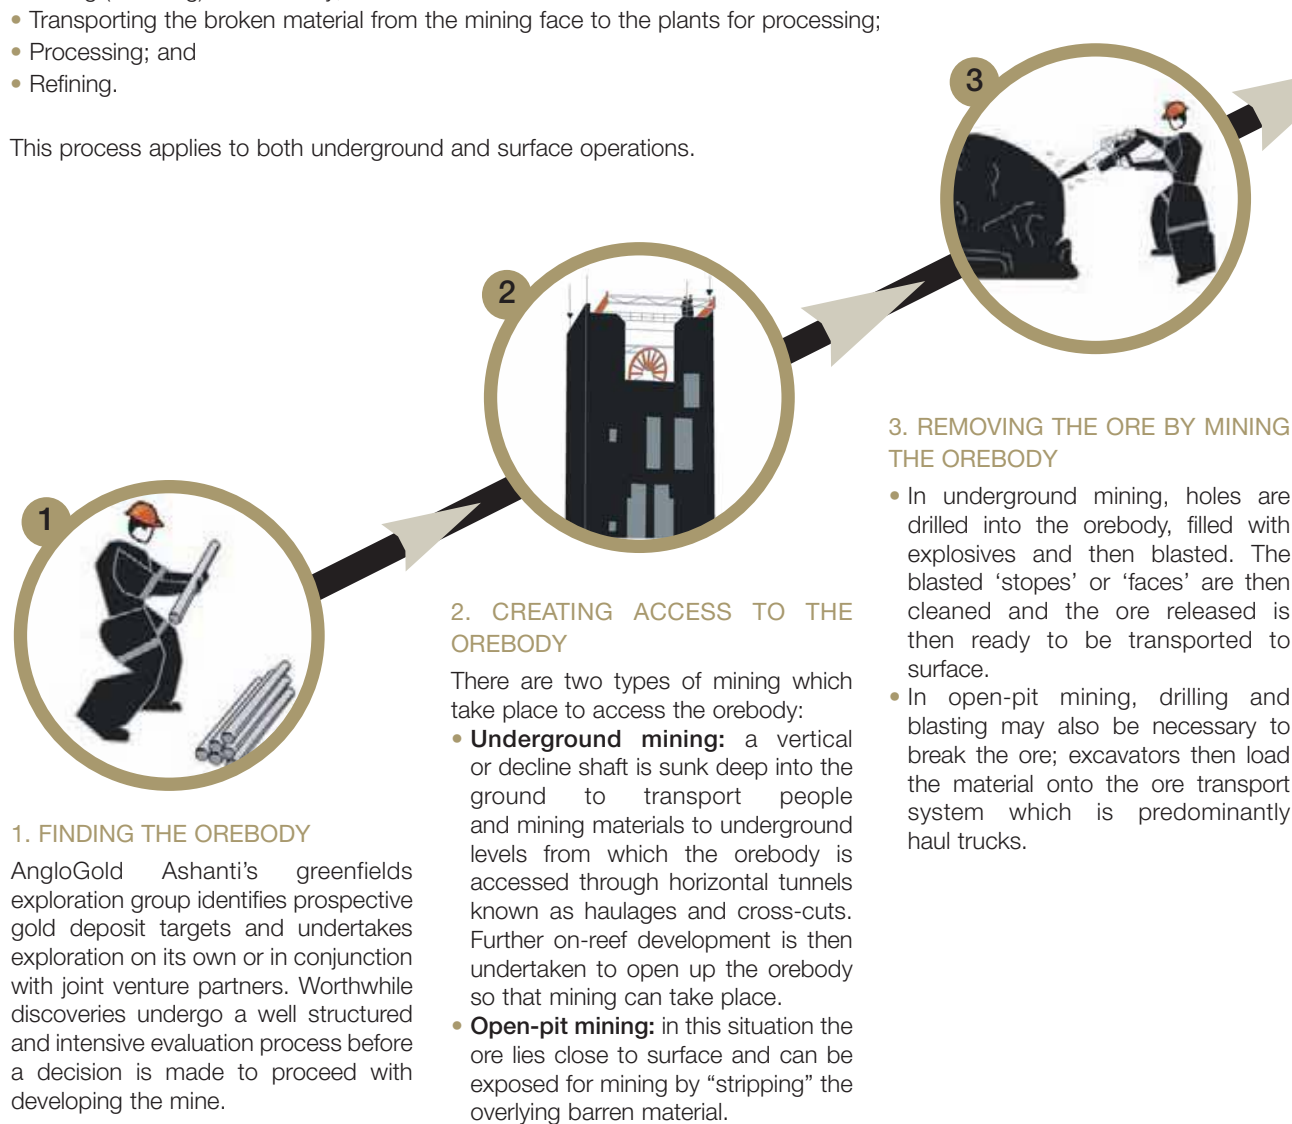 • Transporting the broken material from the mining face to the plants for processing;
• Processing; and
• Refining.
This process applies to both underground and surface operations.
3
2
1
3. REMOVING THE ORE BY MINING
THE OREBODY
• In underground mining, holes are
drilled into the orebody, filled with
explosives and then blasted. The
blasted ‘stopes’ or ‘faces’ are then
cleaned and the ore released is
then ready to be transported to
surface.
• In open-pit mining, drilling and
blasting may also be necessary to
break the ore; excavators then load
the material onto the ore transport
system which is predominantly
haul trucks.
2. CREATING ACCESS TO THE
OREBODY
There are two types of mining which
take place to access the orebody:
• Underground mining: a vertical
or decline shaft is sunk deep into the
ground to transport people
and mining materials to underground
levels from which the orebody is
accessed through horizontal tunnels
known as haulages and cross-cuts.
Further on-reef development is then
undertaken to open up the orebody
so that mining can take place.
• Open-pit mining: in this situation the
ore lies close to surface and can be
exposed for mining by “stripping” the
overlying barren material.
1. FINDING THE OREBODY
AngloGold Ashanti’s greenfields
exploration group identifies prospective
gold deposit targets and undertakes
exploration on its own or in conjunction
with joint venture partners. Worthwhile
discoveries undergo a well structured
and intensive evaluation process before
a decision is made to proceed with
developing the mine.